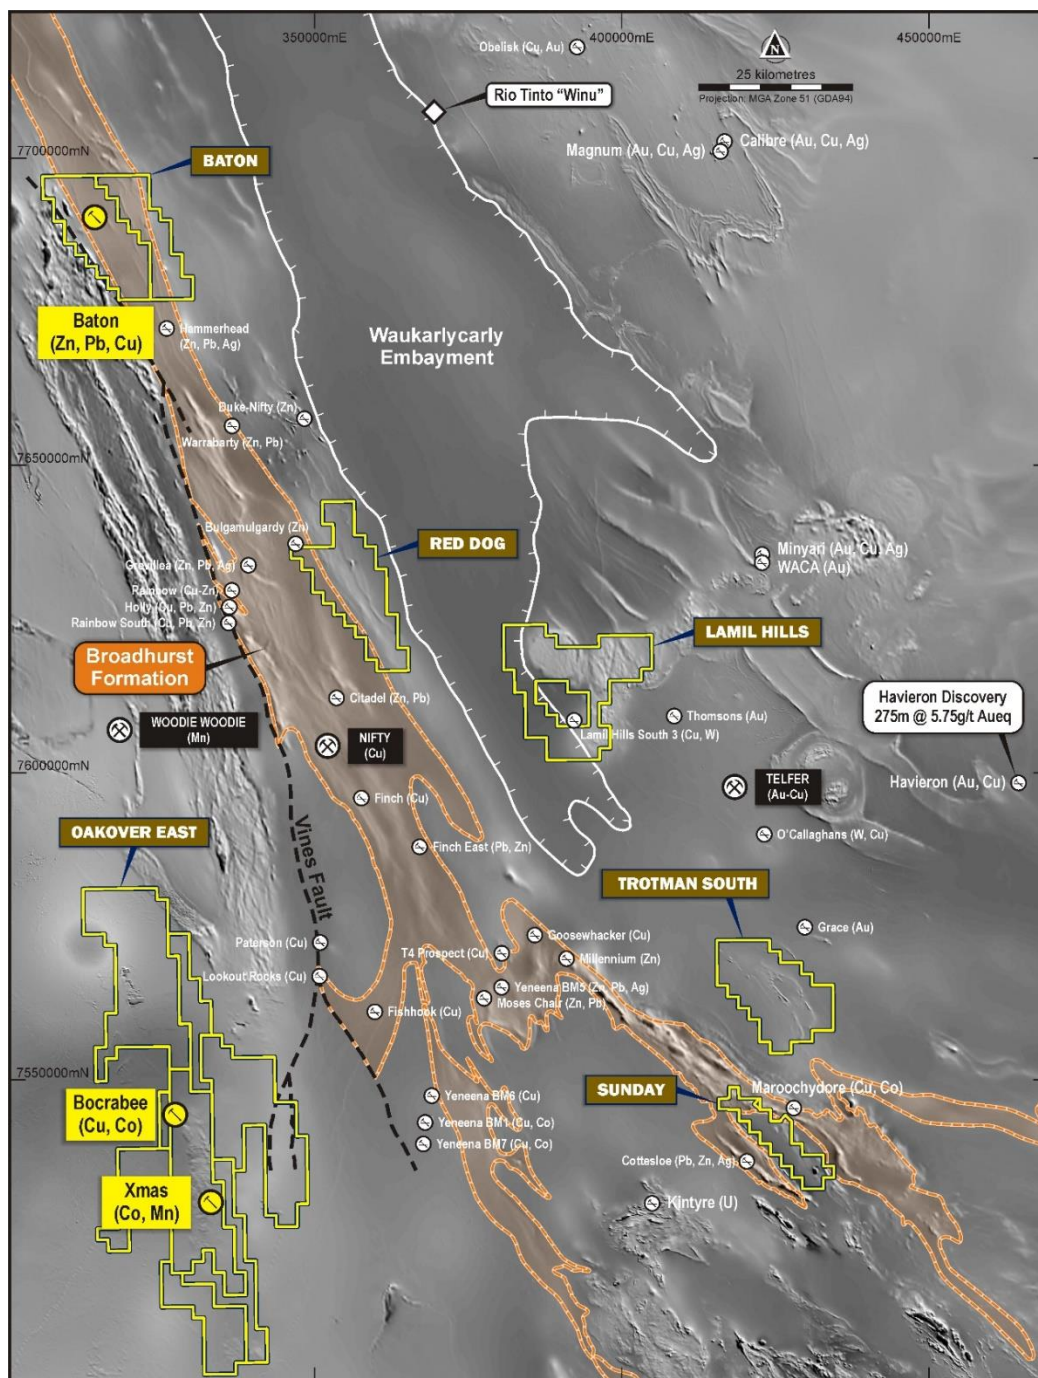 350000mE
400000mE
450000mE
Obelisk (Cu, Au)
N
25 kilometres
Projection: MGA Zone 51 (GDA94)
Rio Tinto “Winu”
Calibre (Au, Cu, Ag)
Magnum (Au, Cu, Ag)
7700000mN
BATON
Baton
(Zn, Pb, Cu)
Hammerhead
(Zn, Pb, Ag)
Waukarlycarly
Embayment
Duke-Nifty (Zn)
Warrabarty (Zn, Pb)
7650000mN
Bulgamulgardy (Zn)
RED DOG
Minyari (Au, Cu, Ag)
WACA (Au)
Grevillea (Zn, Pb, Ag)
Rainbow (Cu-Zn)
Holly (Cu, Pb, Zn)
Rainbow South (Cu, Pb, Zn)
LAMIL HILLS
Broadhurst
Formation
Citadel (Zn, Pb)
Havieron Discovery
275m @ 5.75g/t Aueq
WOODIE WOODIE
(Mn)
NIFTY
(Cu)
Thomsons (Au)
Lamil Hills South 3 (Cu, W)
7600000mN
TELFER
(Au-Cu)
Havieron (Au, Cu)
Finch (Cu)
OAKOVER EAST
Vines Fault
Finch East (Pb, Zn)
O'Callaghans (W, Cu)
TROTMAN SOUTH
Paterson (Cu)
Goosewhacker (Cu)
Grace (Au)
T4 Prospect (Cu)
Millennium (Zn)
Lookout Rocks (Cu)
Yeneena BM5 (Zn, Pb, Ag)
Moses Chair (Zn, Pb)
Fishhook (Cu)
7550000mN
SUNDAY
Maroochydore (Cu, Co)
Bocrabee
(Cu, Co)
Yeneena BM6 (Cu)
Yeneena BM1 (Cu, Co)
Yeneena BM7 (Cu, Co)
Cottesloe (Pb, Zn, Ag)
Xmas
(Co, Mn)
Kintyre (U)